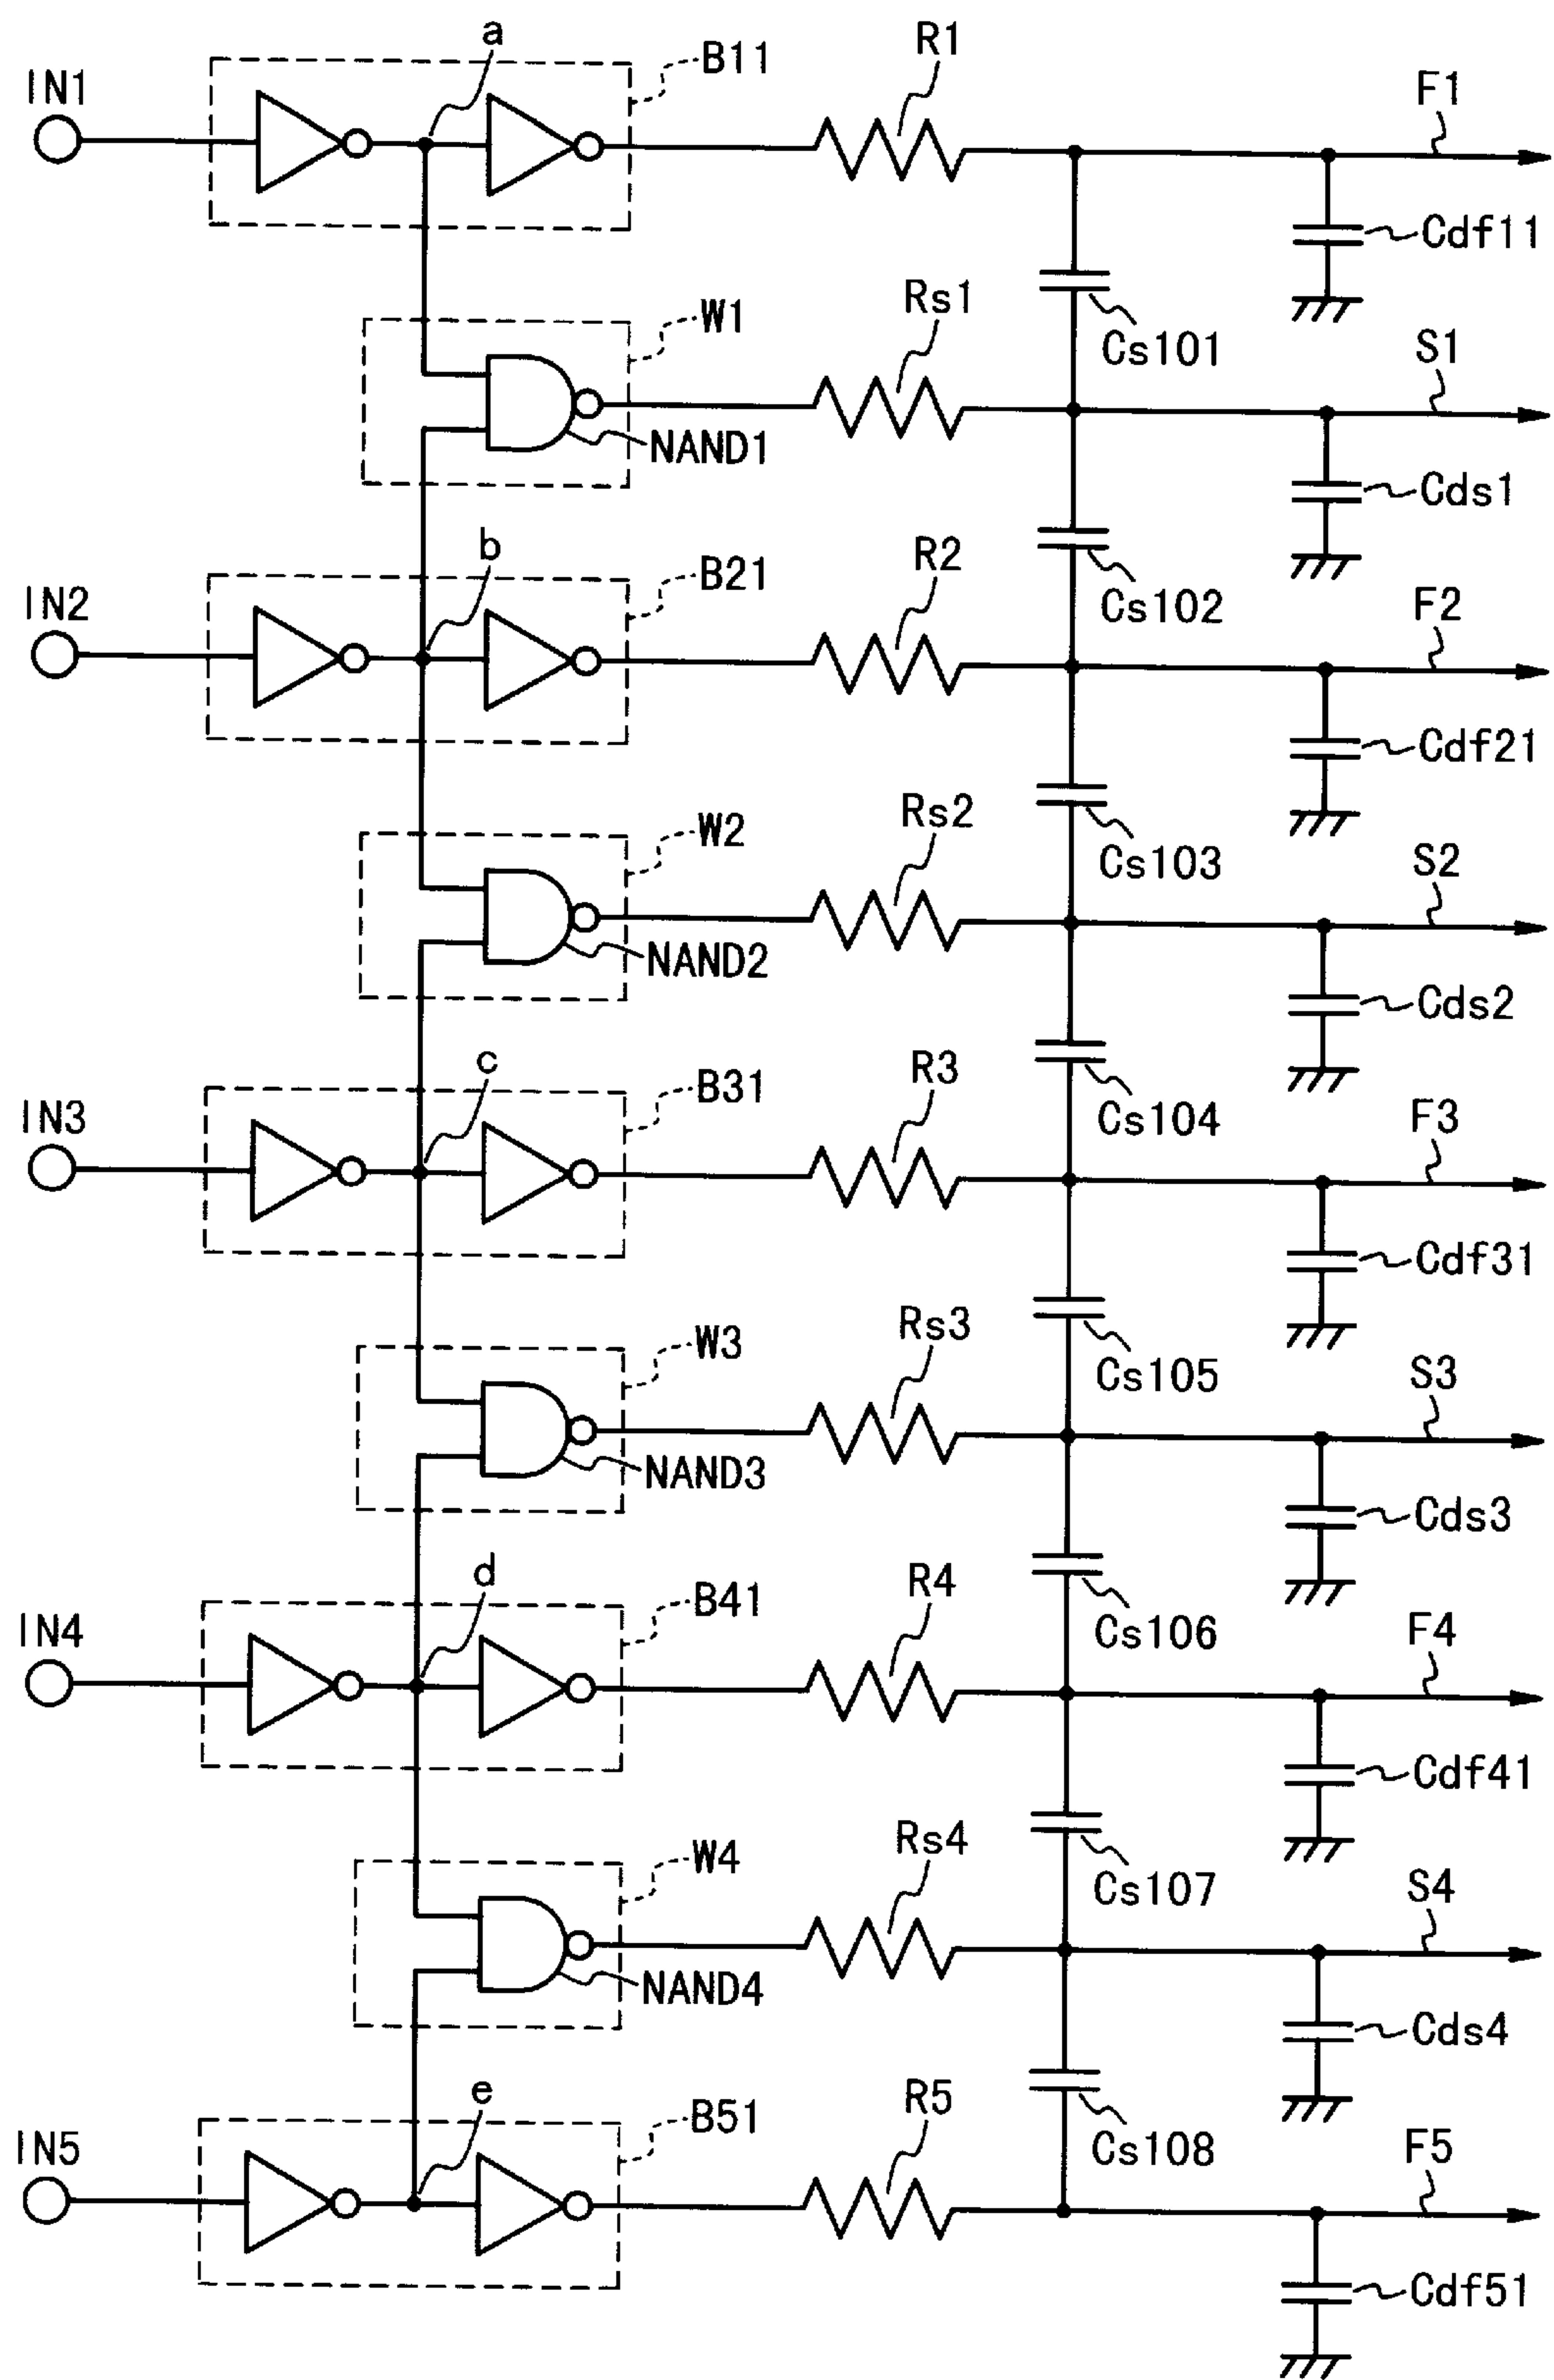 a
B11
R1
F1
IN1
Cdf11
W1
Rs1
Cs101
S1
NAND1
Cds1
b
B21
R2
Cs102
F2
IN2
Cdf21
W2
Rs2
Cs103
S2
NAND2
Cds2
c
B31
R3
Cs104
F3
IN3
Cdf31
W3
Rs3
Cs105
S3
NAND3
Cds3
d
B41
R4
Cs106
F4
IN4
Cdf41
W4
Rs4
Cs107
S4
NAND4
Cds4
e
B51
R5
Cs108
F5
IN5
Cdf51